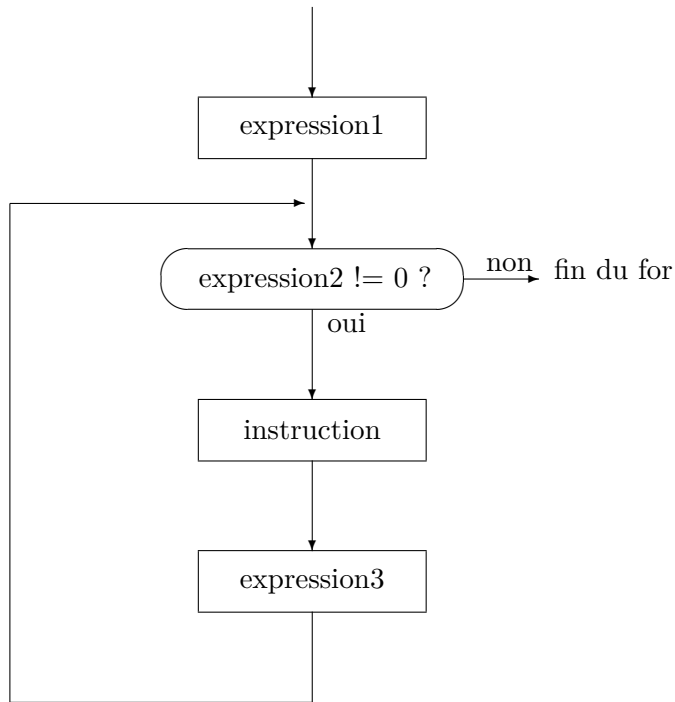 expression1
expression2 != 0 ?
non
fin du for
oui
instruction
expression3